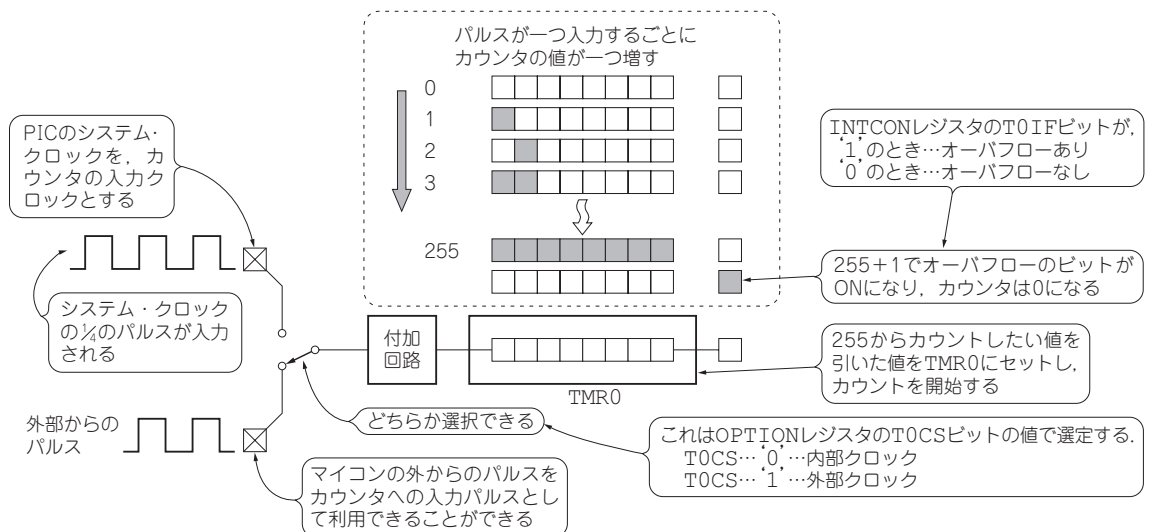 パルスが一つ入力するごとに
カウンタの値が一つ増す
0
1
2
3
255
PICのシステム・
クロックを，カ
ウンタの入力ク
ロックとする
システム・クロック
の1/4のパルスが入力
される
外部からの
パルス
マイコンの外からのパルスを
カウンタへの入力パルスとし
て利用できることができる
どちらか選択できる
付加
回路
TMR0
INTCONレジスタのT0IFビットが，
'1'のとき…オーバフローあり
'0'のとき…オーバフローなし
255＋1でオーバフローのビットが
ONになり，カウンタは0になる
255からカウントしたい値を
引いた値をTMR0にセットし，
カウントを開始する
これはOPTIONレジスタのT0CSビットの値で選定する．
T0CS…'0'…内部クロック
T0CS…'1'…外部クロック